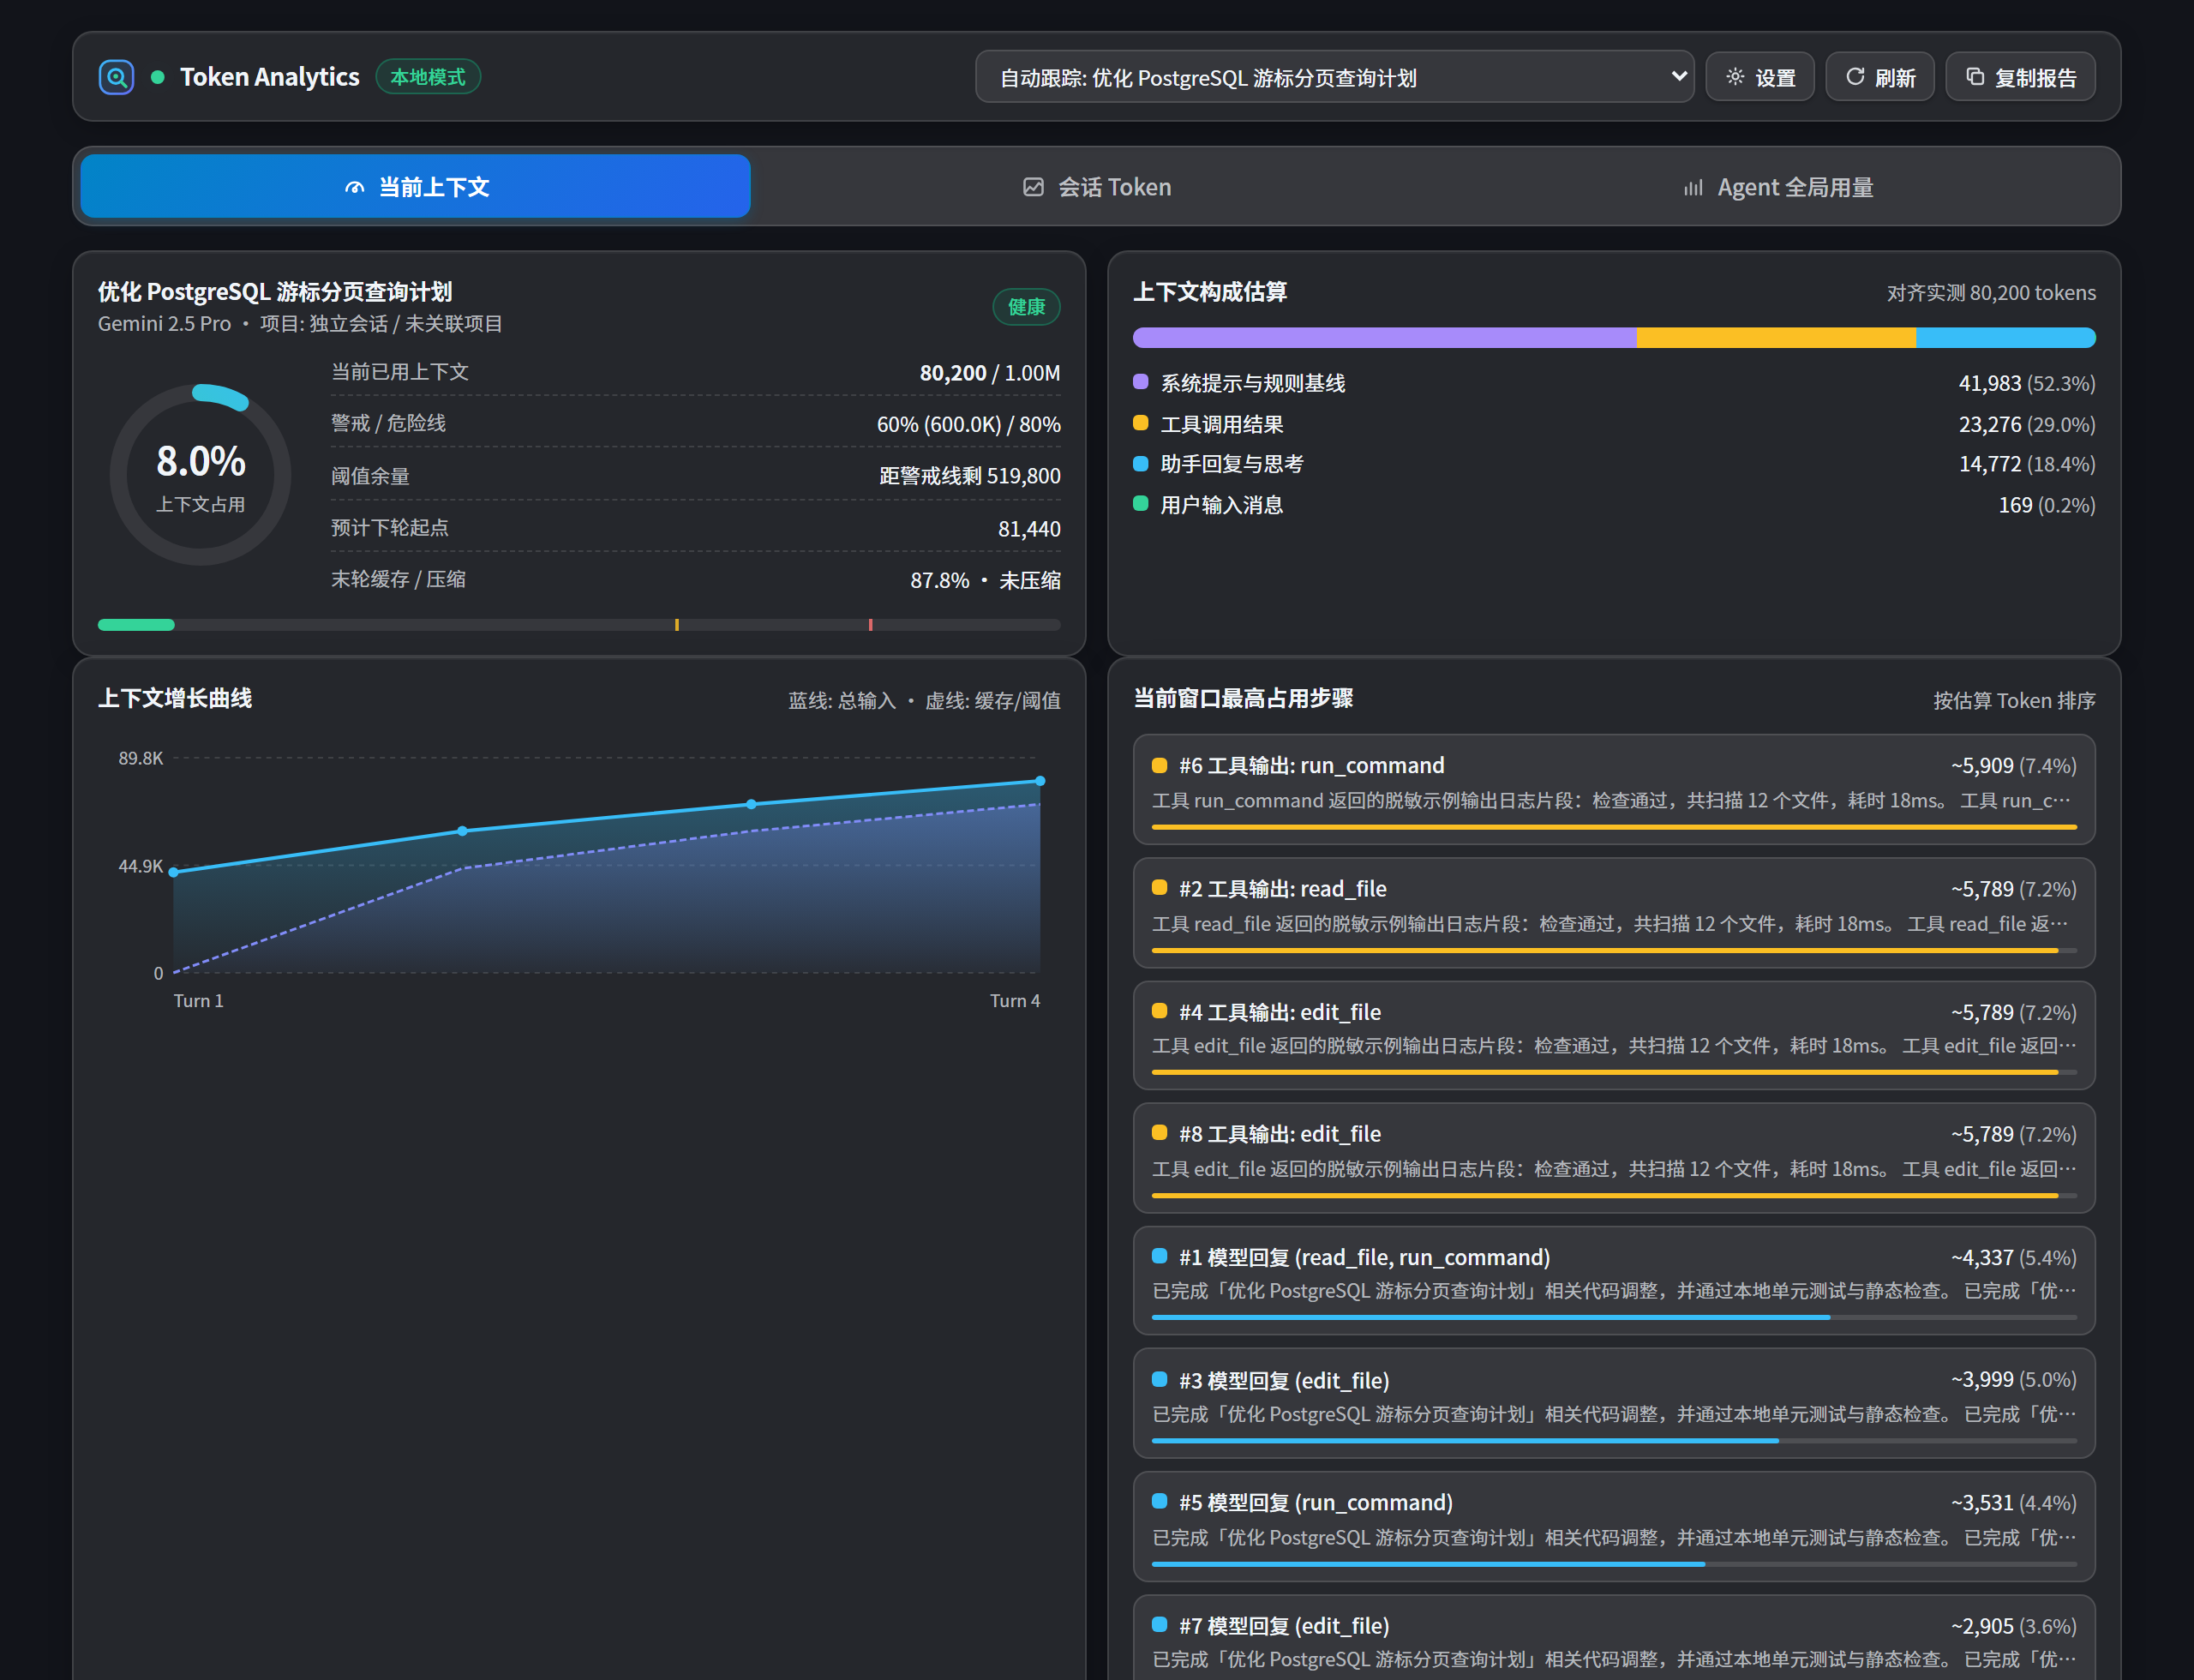 Token Analytics 本地模式
自动跟踪: 优化 PostgreSQL 游标分页查询计划
设置
刷新
复制报告
当前上下文
会话 Token
Agent 全局用量
优化 PostgreSQL 游标分页查询计划
Gemini 2.5 Pro • 项目: 独立会话 / 未关联项目
健康
8.0%
上下文占用
当前已用上下文 80,200 / 1.00M
警戒 / 危险线 60% (600.0K) / 80%
阈值余量 距警戒线剩 519,800
预计下轮起点 81,440
末轮缓存 / 压缩 87.8% • 未压缩
上下文构成估算 对齐实测 80,200 tokens
系统提示与规则基线 41,983 (52.3%)
工具调用结果 23,276 (29.0%)
助手回复与思考 14,772 (18.4%)
用户输入消息 169 (0.2%)
上下文增长曲线 蓝线: 总输入 • 虚线: 缓存/阈值
89.8K
44.9K
0
Turn 1 Turn 4
当前窗口最高占用步骤 按估算 Token 排序
#6 工具输出: run_command ~5,909 (7.4%)
工具 run_command 返回的脱敏示例输出日志片段：检查通过，共扫描 12 个文件，耗时 18ms。 工具 run_c…
#2 工具输出: read_file ~5,789 (7.2%)
工具 read_file 返回的脱敏示例输出日志片段：检查通过，共扫描 12 个文件，耗时 18ms。 工具 read_file 返…
#4 工具输出: edit_file ~5,789 (7.2%)
工具 edit_file 返回的脱敏示例输出日志片段：检查通过，共扫描 12 个文件，耗时 18ms。 工具 edit_file 返回…
#8 工具输出: edit_file ~5,789 (7.2%)
工具 edit_file 返回的脱敏示例输出日志片段：检查通过，共扫描 12 个文件，耗时 18ms。 工具 edit_file 返回…
#1 模型回复 (read_file, run_command) ~4,337 (5.4%)
已完成「优化 PostgreSQL 游标分页查询计划」相关代码调整，并通过本地单元测试与静态检查。 已完成「优…
#3 模型回复 (edit_file) ~3,999 (5.0%)
已完成「优化 PostgreSQL 游标分页查询计划」相关代码调整，并通过本地单元测试与静态检查。 已完成「优…
#5 模型回复 (run_command) ~3,531 (4.4%)
已完成「优化 PostgreSQL 游标分页查询计划」相关代码调整，并通过本地单元测试与静态检查。 已完成「优…
#7 模型回复 (edit_file) ~2,905 (3.6%)
已完成「优化 PostgreSQL 游标分页查询计划」相关代码调整，并通过本地单元测试与静态检查。 已完成「优…